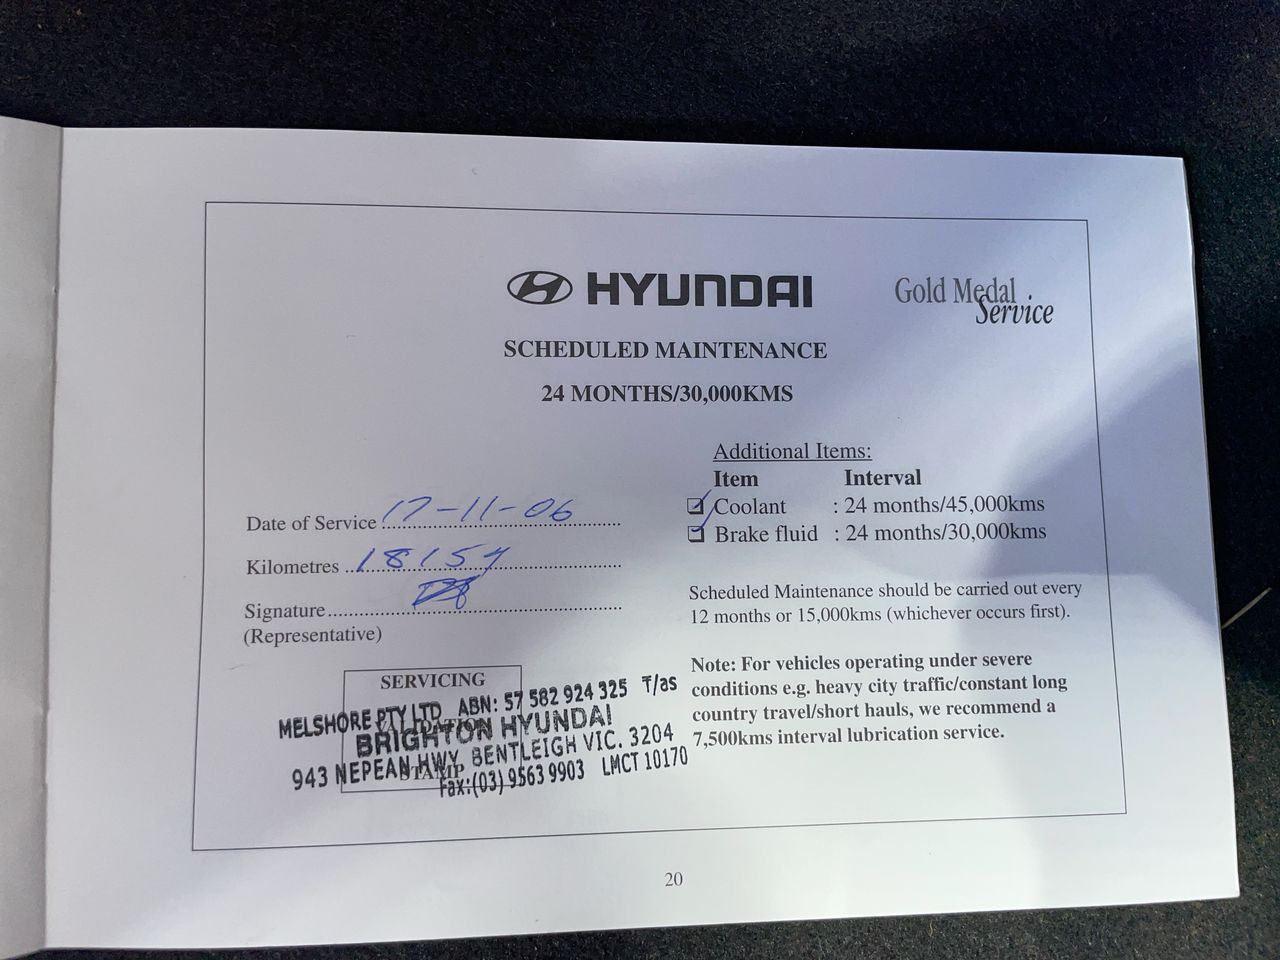 HYUNDAI
Gold Medal
Service
SCHEDULED MAINTENANCE
24 MONTHS/30,000KMS
Date of Service 17-11-06
Kilometres 18154
Signature
(Representative)
Additional Items:
Item Interval
Coolant : 24 months/45,000kms
Brake fluid : 24 months/30,000kms
Scheduled Maintenance should be carried out every
12 months or 15,000kms (whichever occurs first).
Note: For vehicles operating under severe
conditions e.g. heavy city traffic/constant long
country travel/short hauls, we recommend a
7,500kms interval lubrication service.
SERVICING
VALIDATION
STAMP
MELSHORE PTY LTD ABN: 57 582 924 325 T/as
BRIGHTON HYUNDAI
943 NEPEAN HWY, BENTLEIGH VIC. 3204
Fax:(03) 9563 9903 LMCT 10170
20